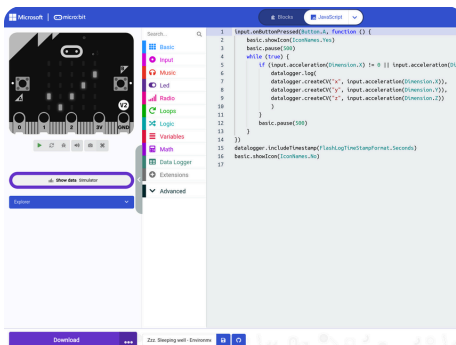 Microsoft | micro:bit
Blocks
JavaScript
0 1 2 3V GND
V2
Show data Simulator
Explorer
Download
Search...
Basic
Input
Music
Led
Radio
Loops
Logic
Variables
Math
Data Logger
Extensions
Advanced
1 input.onButtonPressed(Button.A, function () {
2 basic.showIcon(IconNames.Yes)
3 basic.pause(500)
4 while (true) {
5 if (input.acceleration(Dimension.X) != 0 || input.acceleration(Di
6 datalogger.log(
7 datalogger.createCV("x", input.acceleration(Dimension.X)),
8 datalogger.createCV("y", input.acceleration(Dimension.Y)),
9 datalogger.createCV("z", input.acceleration(Dimension.Z))
10 )
11 }
12 basic.pause(500)
13 }
14 })
15 datalogger.includeTimestamp(FlashLogTimeStampFormat.Seconds)
16 basic.showIcon(IconNames.No)
17
Zzz. Sleeping well - Environme